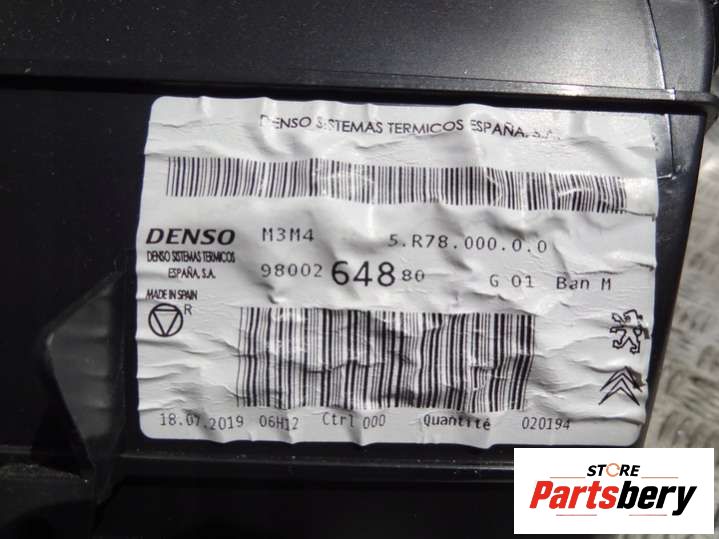 DENSO SISTEMAS TERMICOS ESPAÑA, S.A.
DENSO
DENSO SISTEMAS TERMICOS
ESPAÑA, S.A.
MADE IN SPAIN
R
M3M4 5.R78.000.0.0
98002 648 80 G 01 Ban M
18.07.2019 06H12 Ctrl 000 Quantité 020194
STORE
Partsbery